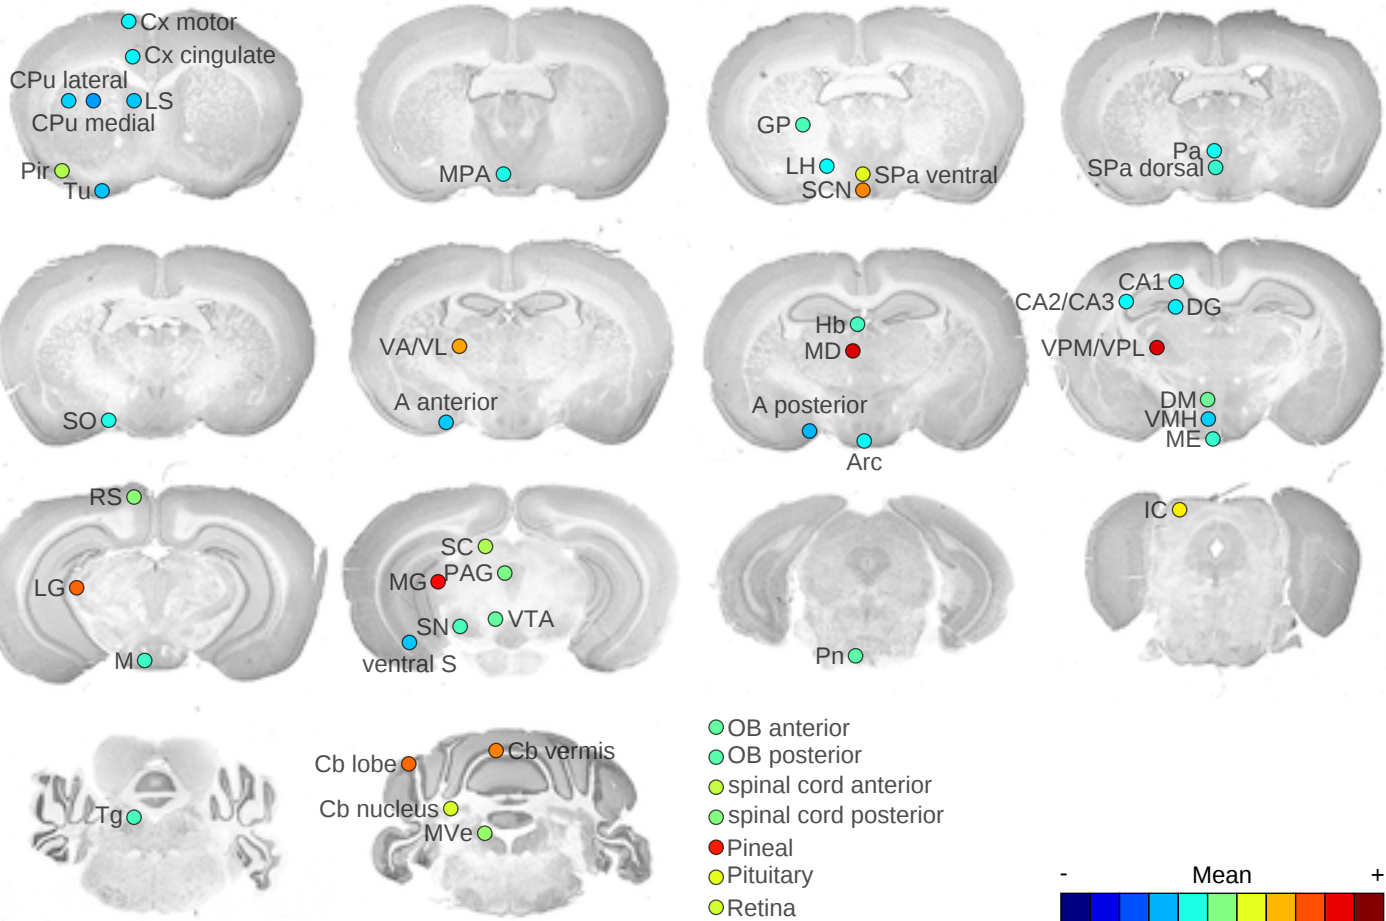 Cx motor
Cx cingulate
CPu lateral
LS
CPu medial
Pir
Tu
MPA
GP
LH
SPa ventral
SCN
Pa
SPa dorsal
SO
VA/VL
A anterior
Hb
MD
A posterior
Arc
CA1
CA2/CA3
DG
VPM/VPL
DM
VMH
ME
RS
LG
M
SC
MG
PAG
SN
VTA
ventral S
Pn
IC
Tg
Cb lobe
Cb vermis
Cb nucleus
MVe
OB anterior
OB posterior
spinal cord anterior
spinal cord posterior
Pineal
Pituitary
Retina
- Mean +